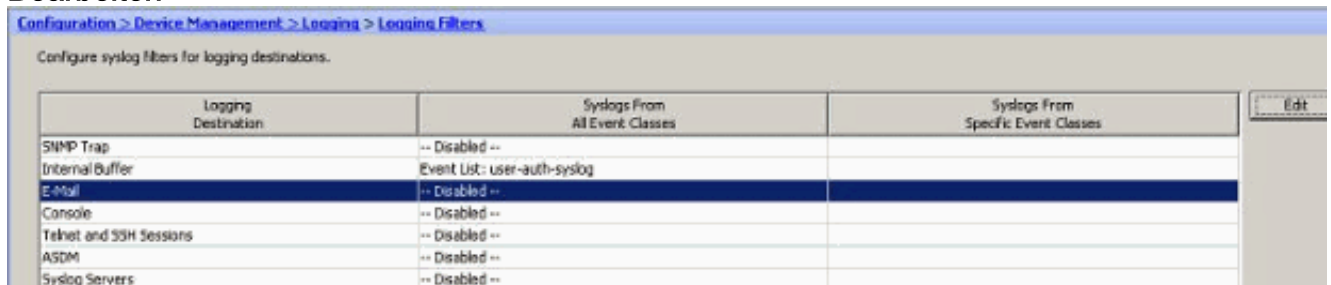 Configuration > Device Management > Logging > Logging Filters
Configure syslog filters for logging destinations.
Logging Destination Syslogs From All Event Classes Syslogs From Specific Event Classes Edit
SNMP Trap -- Disabled --
Internal Buffer Event List: user-auth-syslog
E-Mail -- Disabled --
Console -- Disabled --
Telnet and SSH Sessions -- Disabled --
ASDM -- Disabled --
Syslog Servers -- Disabled --